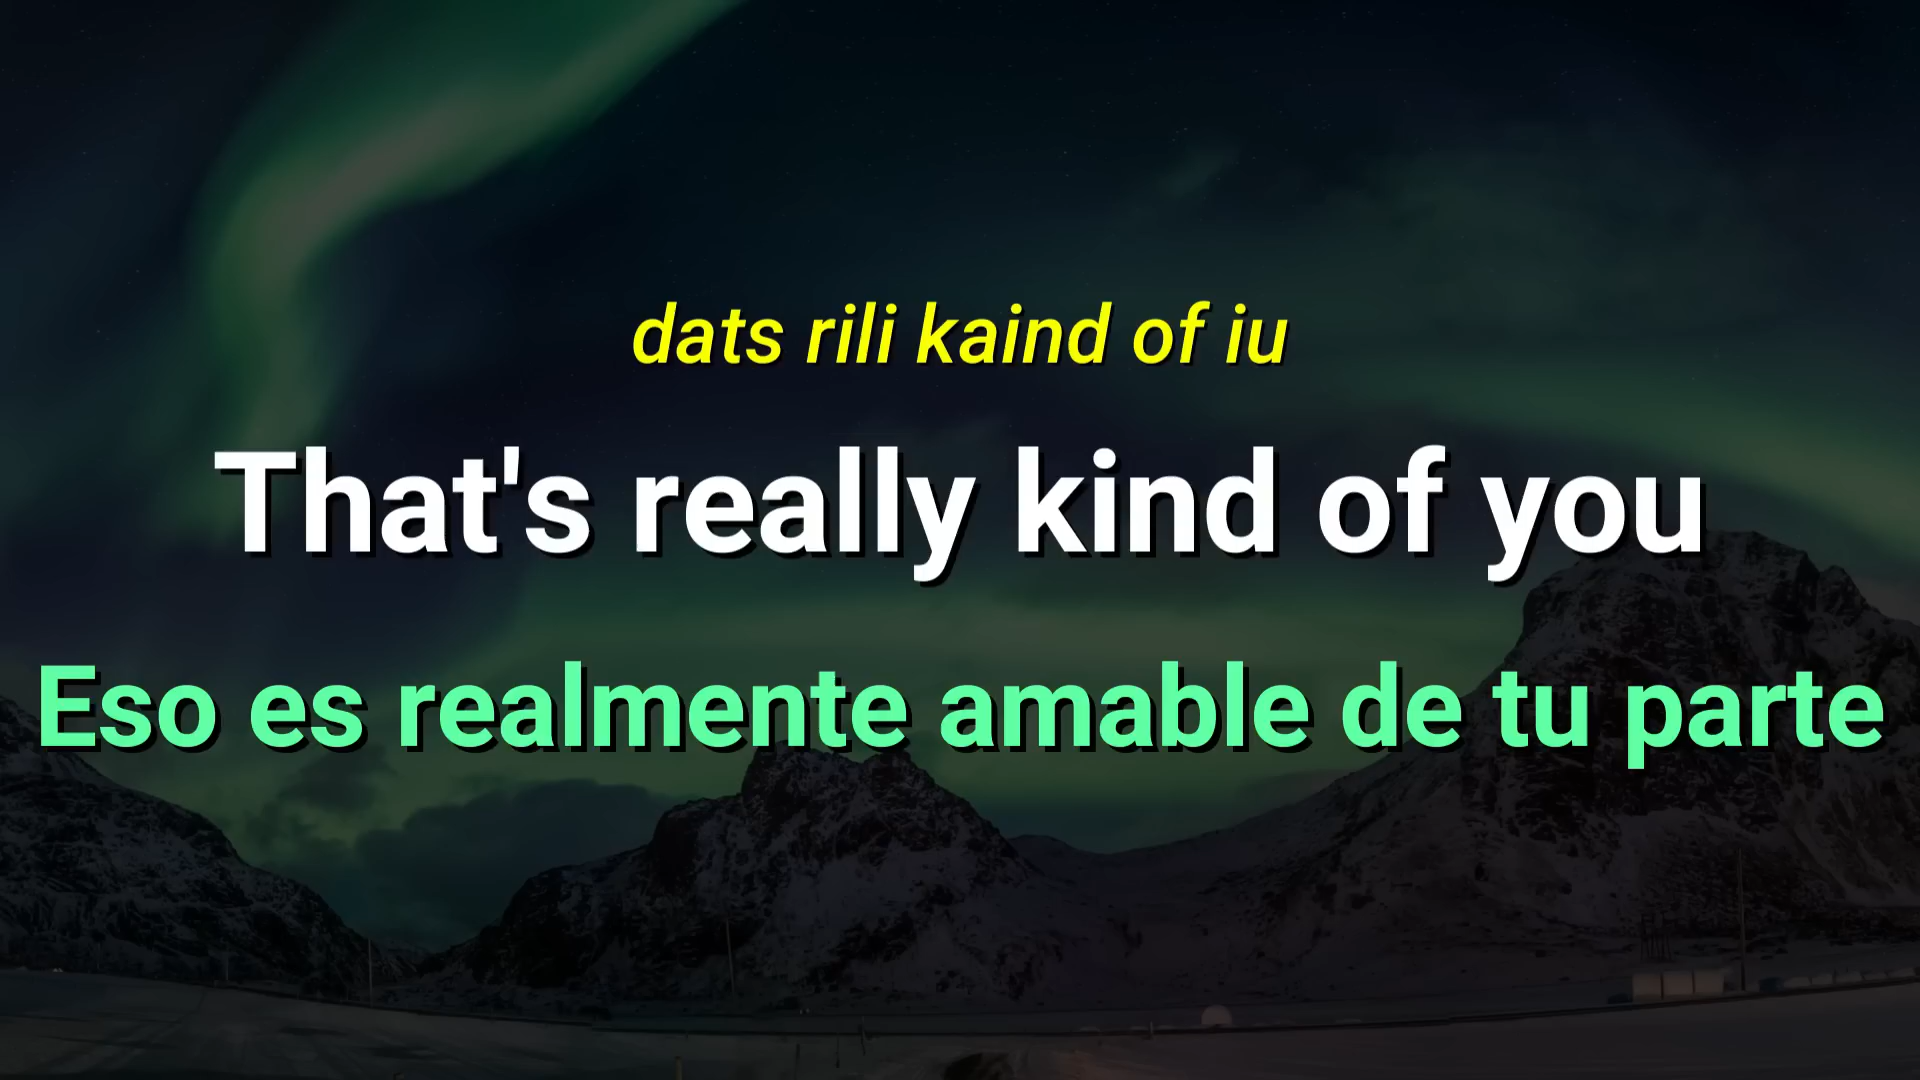 dats rili kaind of iu
That's really kind of you
Eso es realmente amable de tu parte